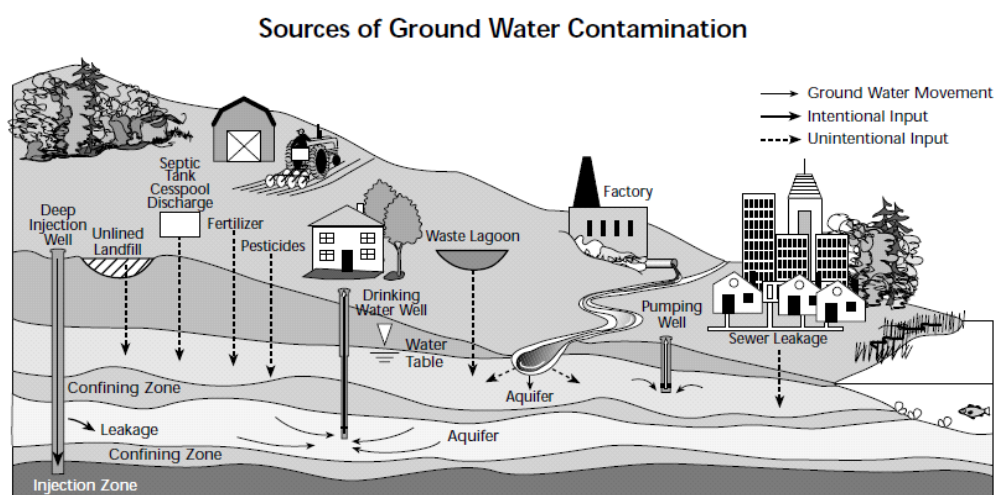 Sources of Ground Water Contamination
Ground Water Movement
Intentional Input
Unintentional Input
Septic
Tank
Cesspool
Discharge
Deep
Injection
Well
Unlined
Landfill
Fertilizer
Pesticides
Factory
Waste Lagoon
Drinking
Water Well
Pumping
Well
Sewer Leakage
Water
Table
Confining Zone
Aquifer
Leakage
Aquifer
Confining Zone
Injection Zone